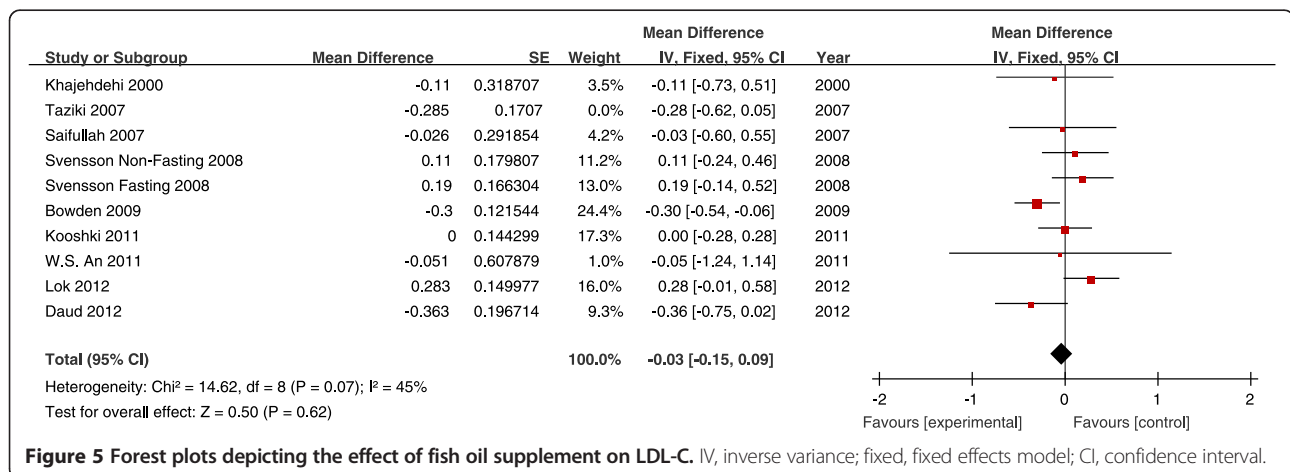 Mean Difference Mean Difference
Study or Subgroup Mean Difference SE Weight IV, Fixed, 95% CI Year IV, Fixed, 95% CI
Khajehdehi 2000 -0.11 0.318707 3.5% -0.11 [-0.73, 0.51] 2000
Taziki 2007 -0.285 0.1707 0.0% -0.28 [-0.62, 0.05] 2007
Saifullah 2007 -0.026 0.291854 4.2% -0.03 [-0.60, 0.55] 2007
Svensson Non-Fasting 2008 0.11 0.179807 11.2% 0.11 [-0.24, 0.46] 2008
Svensson Fasting 2008 0.19 0.166304 13.0% 0.19 [-0.14, 0.52] 2008
Bowden 2009 -0.3 0.121544 24.4% -0.30 [-0.54, -0.06] 2009
Kooshki 2011 0 0.144299 17.3% 0.00 [-0.28, 0.28] 2011
W.S. An 2011 -0.051 0.607879 1.0% -0.05 [-1.24, 1.14] 2011
Lok 2012 0.283 0.149977 16.0% 0.28 [-0.01, 0.58] 2012
Daud 2012 -0.363 0.196714 9.3% -0.36 [-0.75, 0.02] 2012
Total (95% CI) 100.0% -0.03 [-0.15, 0.09]
Heterogeneity: Chi² = 14.62, df = 8 (P = 0.07); I² = 45%
Test for overall effect: Z = 0.50 (P = 0.62)
-2 -1 0 1 2
Favours [experimental] Favours [control]
Figure 5 Forest plots depicting the effect of fish oil supplement on LDL-C. IV, inverse variance; fixed, fixed effects model; CI, confidence interval.